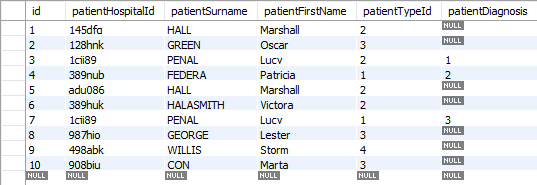 id patientHospitalId patientSurname patientFirstName patientTypeId patientDiagnosis
1 145dfg HALL Marshall 2 NULL
2 128hnk GREEN Oscar 3 NULL
3 1cii89 PENAL Lucy 2 1
4 389nub FEDERA Patricia 1 2
5 adu086 HALL Marshall 2 NULL
6 389huk HALASMITH Victora 2 NULL
7 1cii89 PENAL Lucy 2 3
8 987hio GEORGE Lester 3 NULL
9 498abk WILLIS Storm 4 NULL
10 908biu CON Marta 3 NULL
NULL NULL NULL NULL NULL NULL